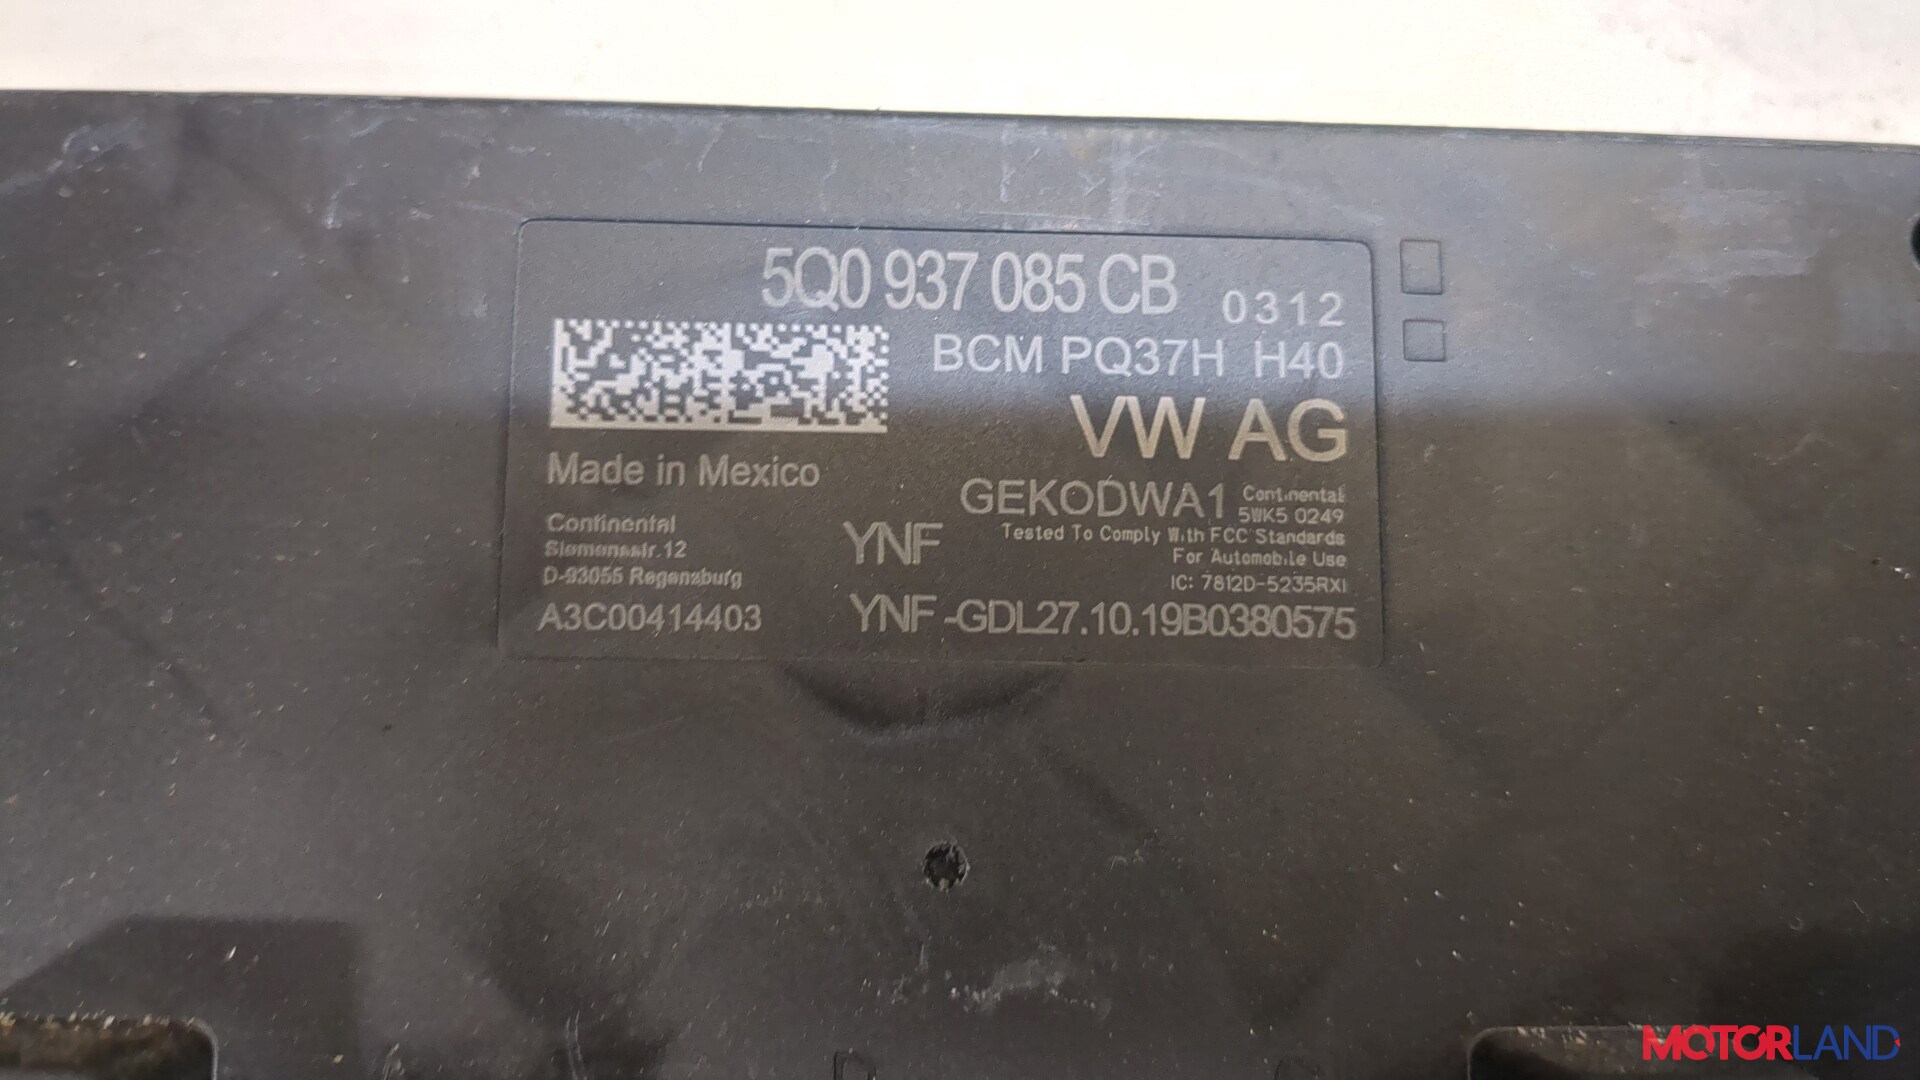 5Q0 937 085 CB 0312
BCM PQ37H H40
VW AG
Made in Mexico
GEKODWA1 Continental
5WK5 0249
Continental
Siemensstr.12
D-93055 Regensburg
YNF
Tested To Comply With FCC Standards
For Automobile Use
IC: 7812D-5235RXI
A3C00414403 YNF-GDL27.10.19B0380575
MOTORLAND